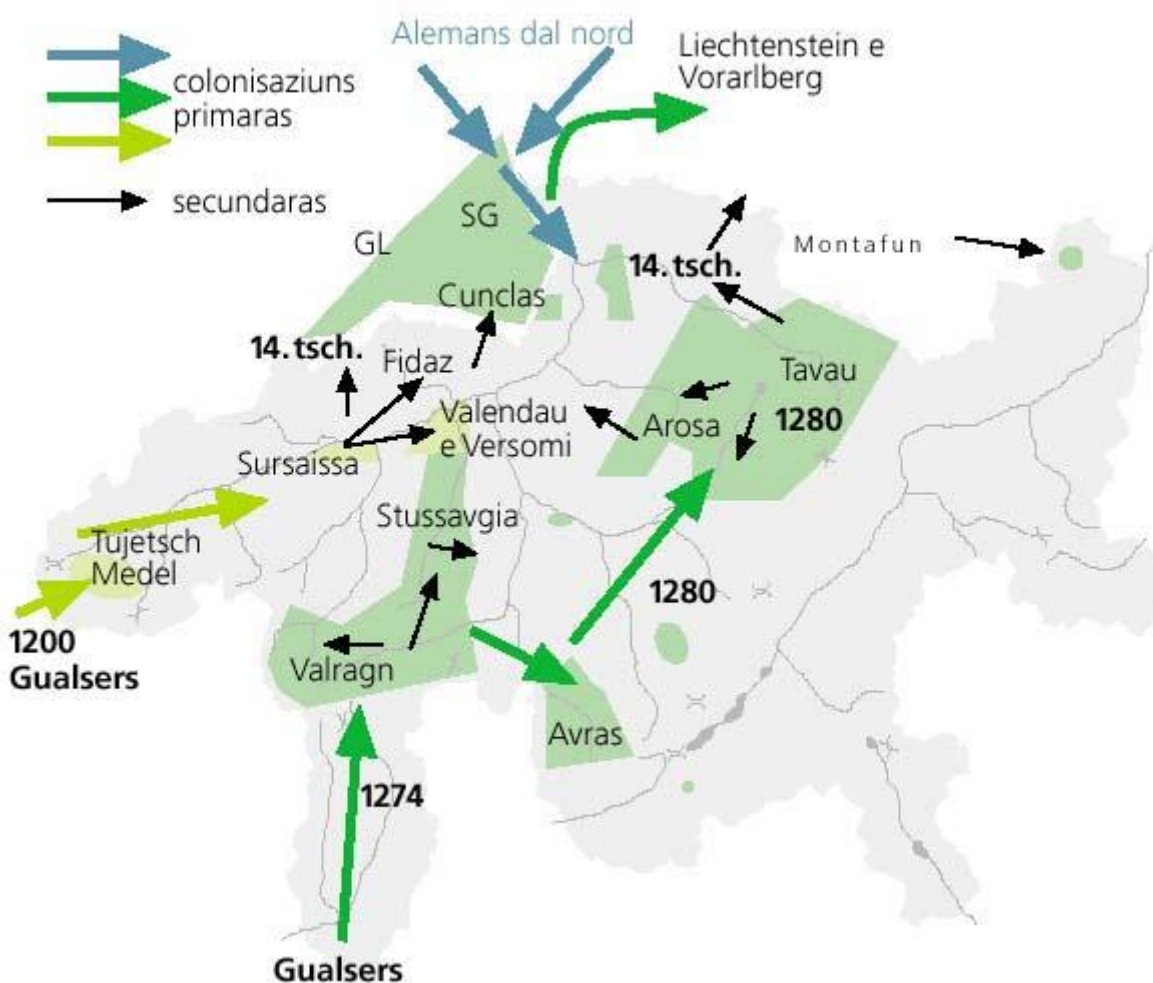 Alemans dal nord
Liechtenstein e
Vorarlberg
colonisaziuns
primaras
secundaras
SG
GL
Montafun
14. tsch.
Cunclas
14. tsch.
Fidaz
Tavau
Valendau
e Versomi
Arosa
1280
Sursaissa
Stussavgia
Tujetsch
Medel
1280
1200
Gualsers
Valragn
Avras
1274
Gualsers